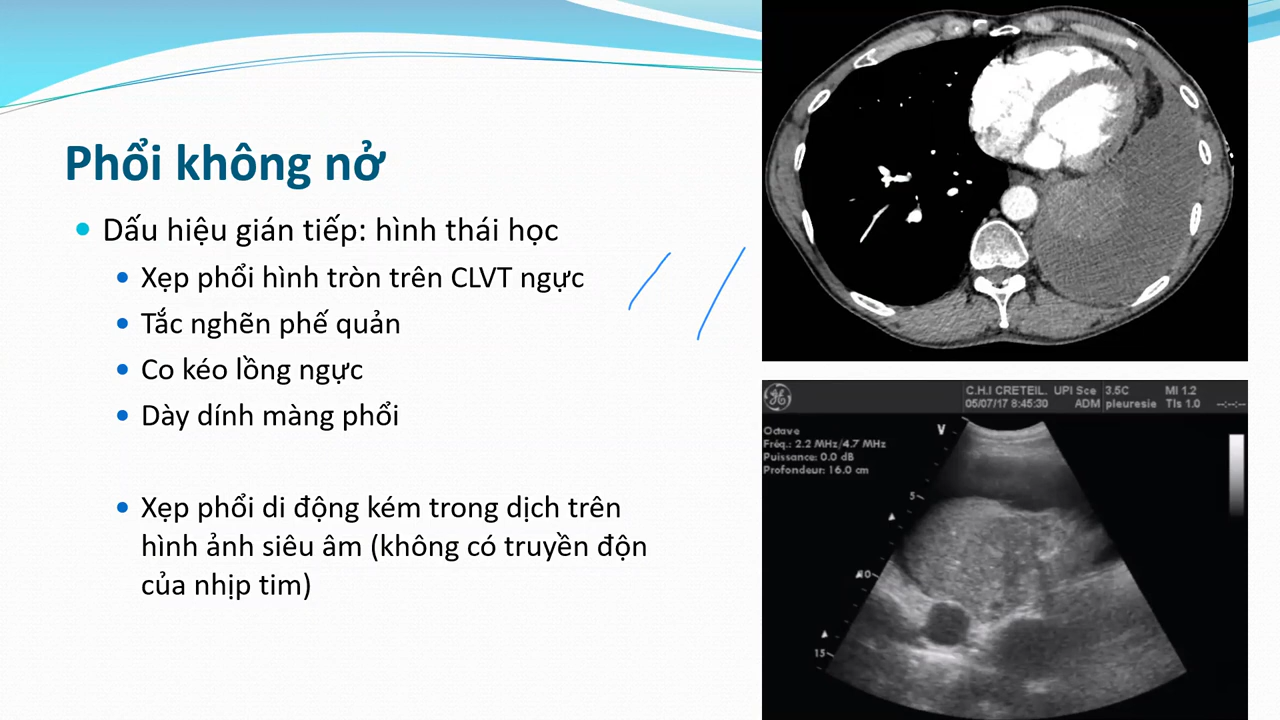 Phổi không nở
Dấu hiệu gián tiếp: hình thái học
Xẹp phổi hình tròn trên CLVT ngực
Tắc nghẽn phế quản
Co kéo lồng ngực
Dày dính màng phổi
Xẹp phổi di động kém trong dịch trên
hình ảnh siêu âm (không có truyền độn
của nhịp tim)
C.H.I CRETEIL. UPI Sce 3.5C MI 1.2
05/07/17 8:45:30 ADM pleuresie TIs 1.0 --:--:--
Octave
Fréq.: 2.2 MHz/4.7 MHz
Puissance: 0.0 dB
Profondeur: 16.0 cm
V
5
10
15